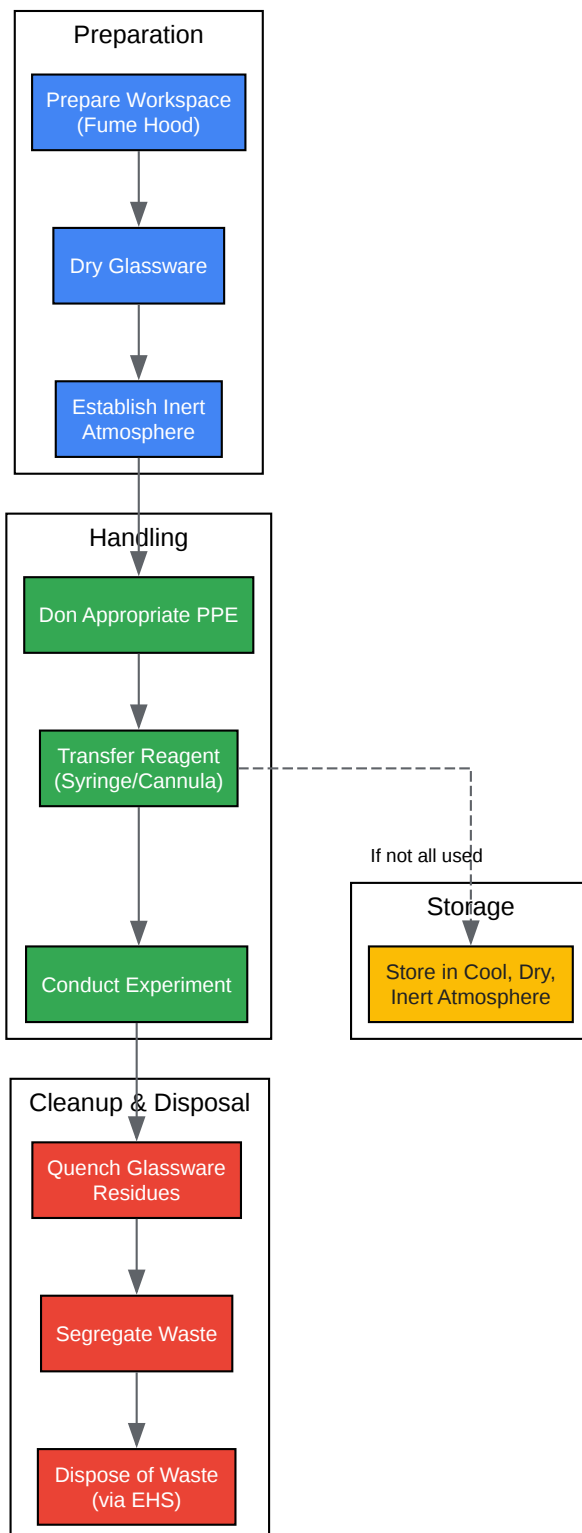 Preparation
Prepare Workspace
(Fume Hood)
Dry Glassware
Establish Inert
Atmosphere
Handling
Don Appropriate PPE
Transfer Reagent
(Syringe/Cannula)
If not all used
Storage
Store in Cool, Dry,
Inert Atmosphere
Conduct Experiment
Cleanup & Disposal
Quench Glassware
Residues
Segregate Waste
Dispose of Waste
(via EHS)